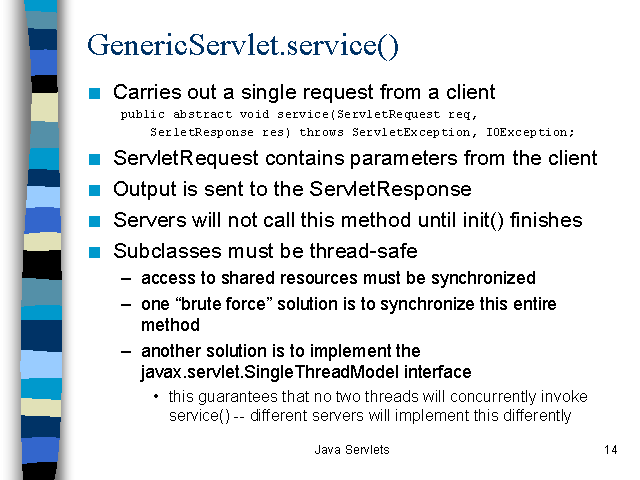 GenericServlet.service()
■ Carries out a single request from a client
public abstract void service(ServletRequest req,
SerletResponse res) throws ServletException, IOException;
■ ServletRequest contains parameters from the client
■ Output is sent to the ServletResponse
■ Servers will not call this method until init() finishes
■ Subclasses must be thread-safe
– access to shared resources must be synchronized
– one “brute force” solution is to synchronize this entire
method
– another solution is to implement the
javax.servlet.SingleThreadModel interface
• this guarantees that no two threads will concurrently invoke
service() -- different servers will implement this differently
Java Servlets
14